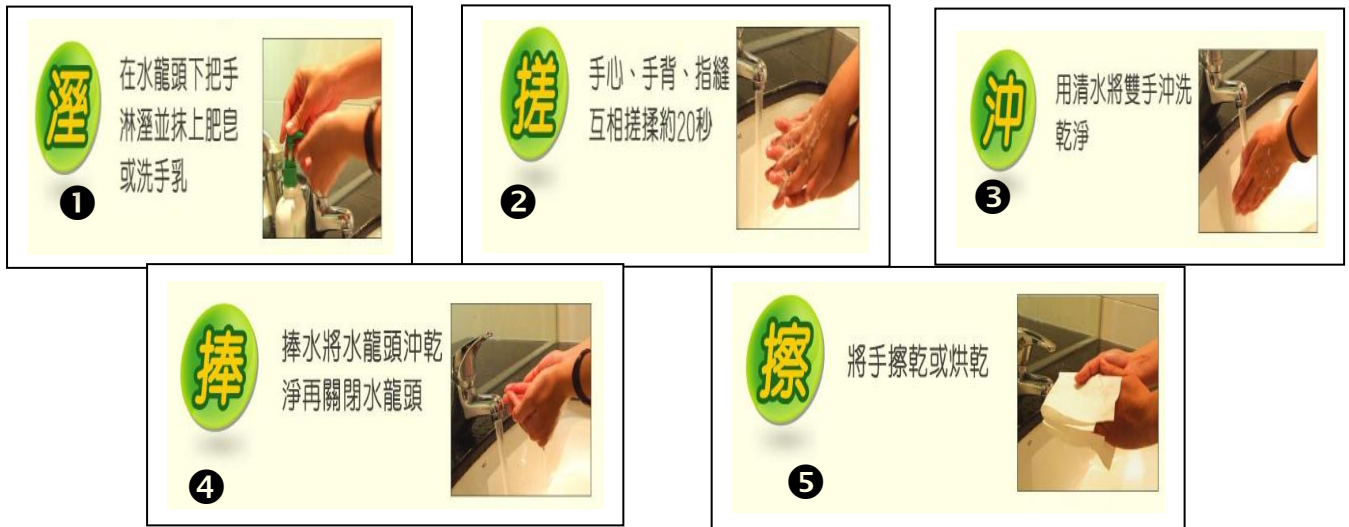 溼
在水龍頭下把手
淋溼並抹上肥皂
或洗手乳
❶
搓
手心、手背、指縫
互相搓揉約20秒
❷
沖
用清水將雙手沖洗
乾淨
❸
捧
捧水將水龍頭沖乾
淨再關閉水龍頭
❹
擦
將手擦乾或烘乾
❺